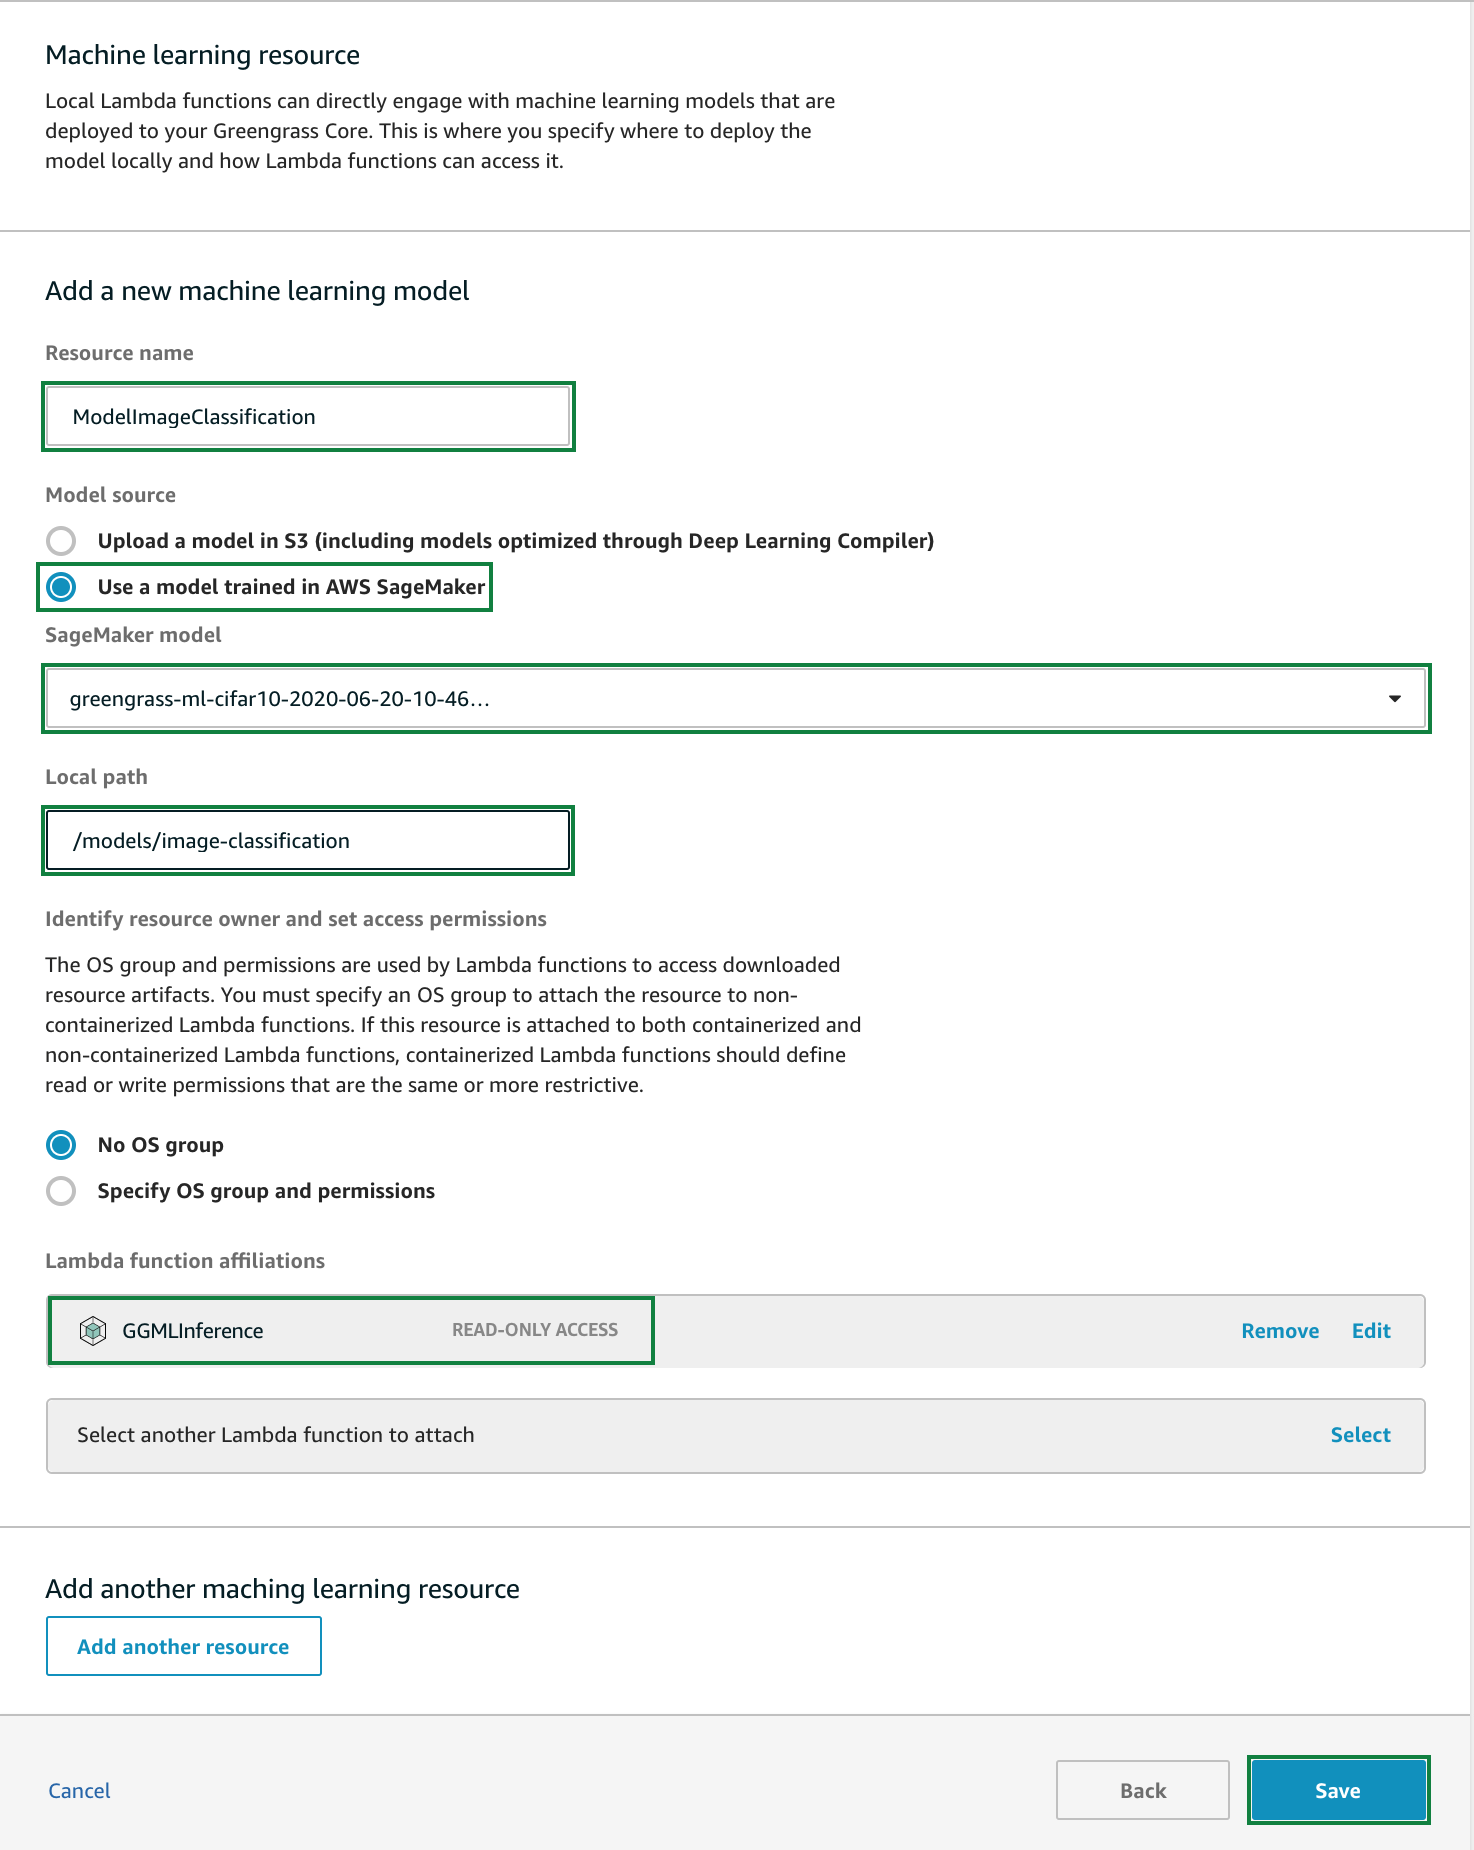 Machine learning resource
Local Lambda functions can directly engage with machine learning models that are
deployed to your Greengrass Core. This is where you specify where to deploy the
model locally and how Lambda functions can access it.
Add a new machine learning model
Resource name
ModelImageClassification
Model source
Upload a model in S3 (including models optimized through Deep Learning Compiler)
Use a model trained in AWS SageMaker
SageMaker model
greengrass-ml-cifar10-2020-06-20-10-46...
Local path
/models/image-classification
Identify resource owner and set access permissions
The OS group and permissions are used by Lambda functions to access downloaded
resource artifacts. You must specify an OS group to attach the resource to non-
containerized Lambda functions. If this resource is attached to both containerized and
non-containerized Lambda functions, containerized Lambda functions should define
read or write permissions that are the same or more restrictive.
No OS group
Specify OS group and permissions
Lambda function affiliations
GGMLInference READ-ONLY ACCESS Remove Edit
Select another Lambda function to attach Select
Add another maching learning resource
Add another resource
Cancel Back Save